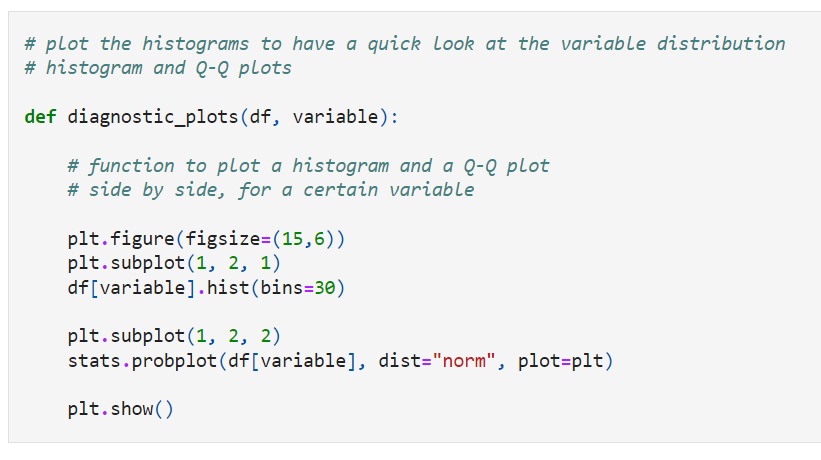 # plot the histograms to have a quick look at the variable distribution
# histogram and Q-Q plots
def diagnostic_plots(df, variable):
    # function to plot a histogram and a Q-Q plot
    # side by side, for a certain variable
    plt.figure(figsize=(15,6))
    plt.subplot(1, 2, 1)
    df[variable].hist(bins=30)
    plt.subplot(1, 2, 2)
    stats.probplot(df[variable], dist="norm", plot=plt)
    plt.show()